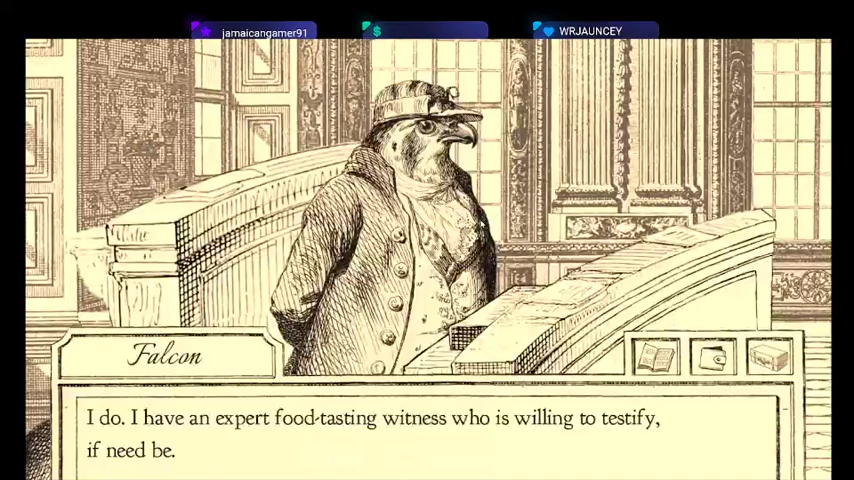 jamaicangamer91
$
WRJAUNCEY
Falcon
I do. I have an expert food-tasting witness who is willing to testify,
if need be.